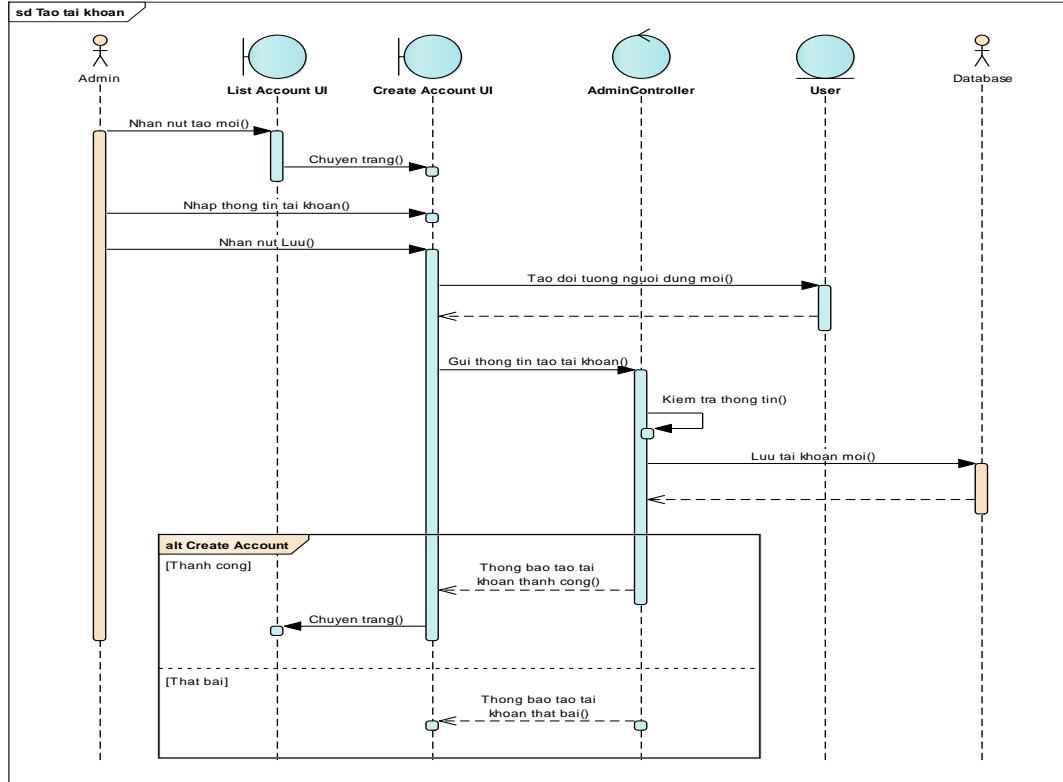 sd Tao tai khoan
Admin
List Account UI
Create Account UI
AdminController
User
Database
Nhan nut tao moi()
Chuyen trang()
Nhap thong tin tai khoan()
Nhan nut Luu()
Tao doi tuong nguoi dung moi()
Gui thong tin tao tai khoan()
Kiem tra thong tin()
Luu tai khoan moi()
alt Create Account
[Thanh cong]
Thong bao tao tai
khoan thanh cong()
Chuyen trang()
[That bai]
Thong bao tao tai
khoan that bai()